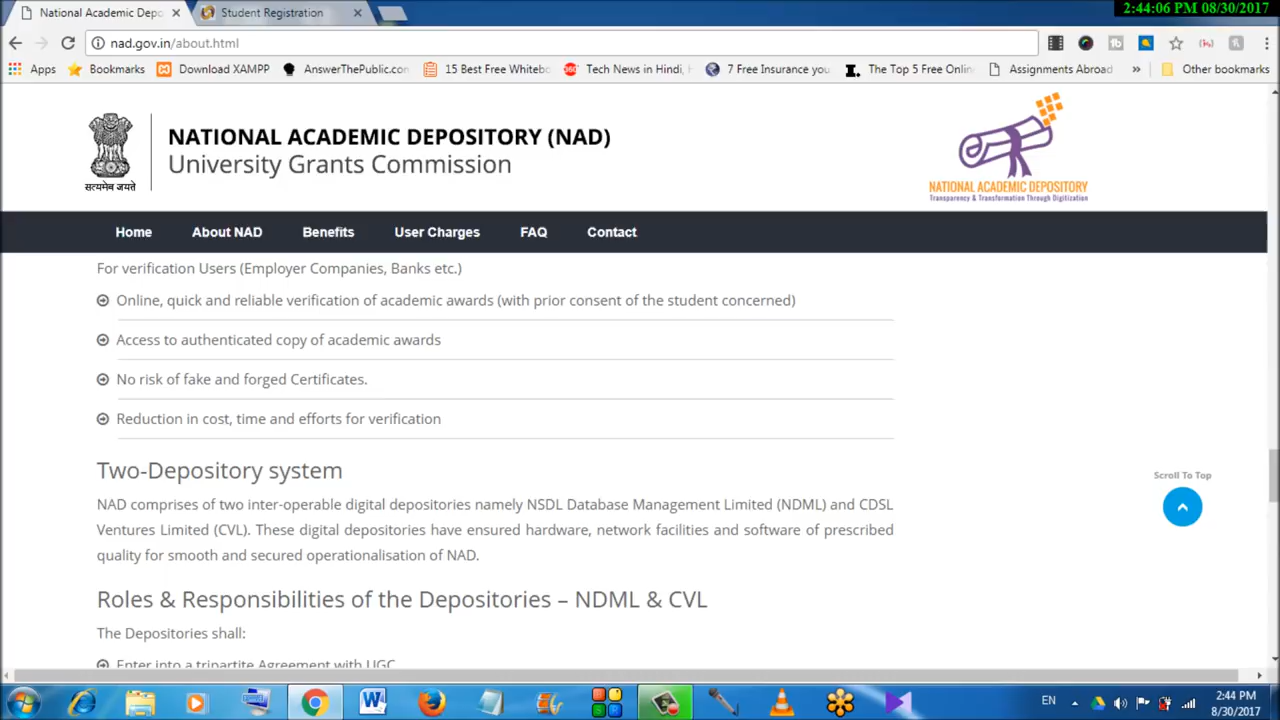 2:44:06 PM 08/30/2017
National Academic Depo
Student Registration
nad.gov.in/about.html
Apps Bookmarks Download XAMPP AnswerThePublic.con 15 Best Free Whitebo Tech News in Hindi, 7 Free Insurance you The Top 5 Free Onlin Assignments Abroad » Other bookmarks
सत्यमेव जयते
NATIONAL ACADEMIC DEPOSITORY (NAD)
University Grants Commission
NATIONAL ACADEMIC DEPOSITORY
Transparency & Transformation Through Digitization
Home About NAD Benefits User Charges FAQ Contact
For verification Users (Employer Companies, Banks etc.)
Online, quick and reliable verification of academic awards (with prior consent of the student concerned)
Access to authenticated copy of academic awards
No risk of fake and forged Certificates.
Reduction in cost, time and efforts for verification
Two-Depository system
Scroll To Top
NAD comprises of two inter-operable digital depositories namely NSDL Database Management Limited (NDML) and CDSL
Ventures Limited (CVL). These digital depositories have ensured hardware, network facilities and software of prescribed
quality for smooth and secured operationalisation of NAD.
Roles & Responsibilities of the Depositories – NDML & CVL
The Depositories shall:
Enter into a tripartite Agreement with UGC
EN
2:44 PM
8/30/2017